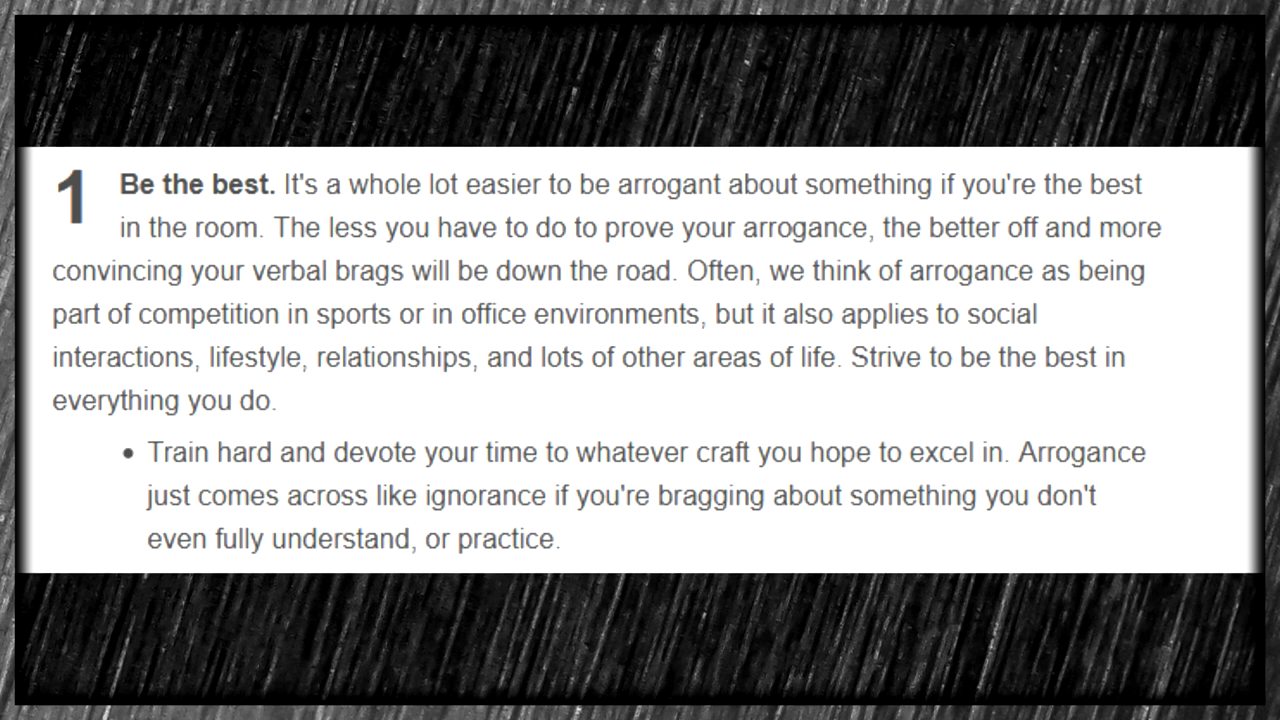 1 Be the best. It's a whole lot easier to be arrogant about something if you're the best
in the room. The less you have to do to prove your arrogance, the better off and more
convincing your verbal brags will be down the road. Often, we think of arrogance as being
part of competition in sports or in office environments, but it also applies to social
interactions, lifestyle, relationships, and lots of other areas of life. Strive to be the best in
everything you do.
• Train hard and devote your time to whatever craft you hope to excel in. Arrogance
just comes across like ignorance if you're bragging about something you don't
even fully understand, or practice.